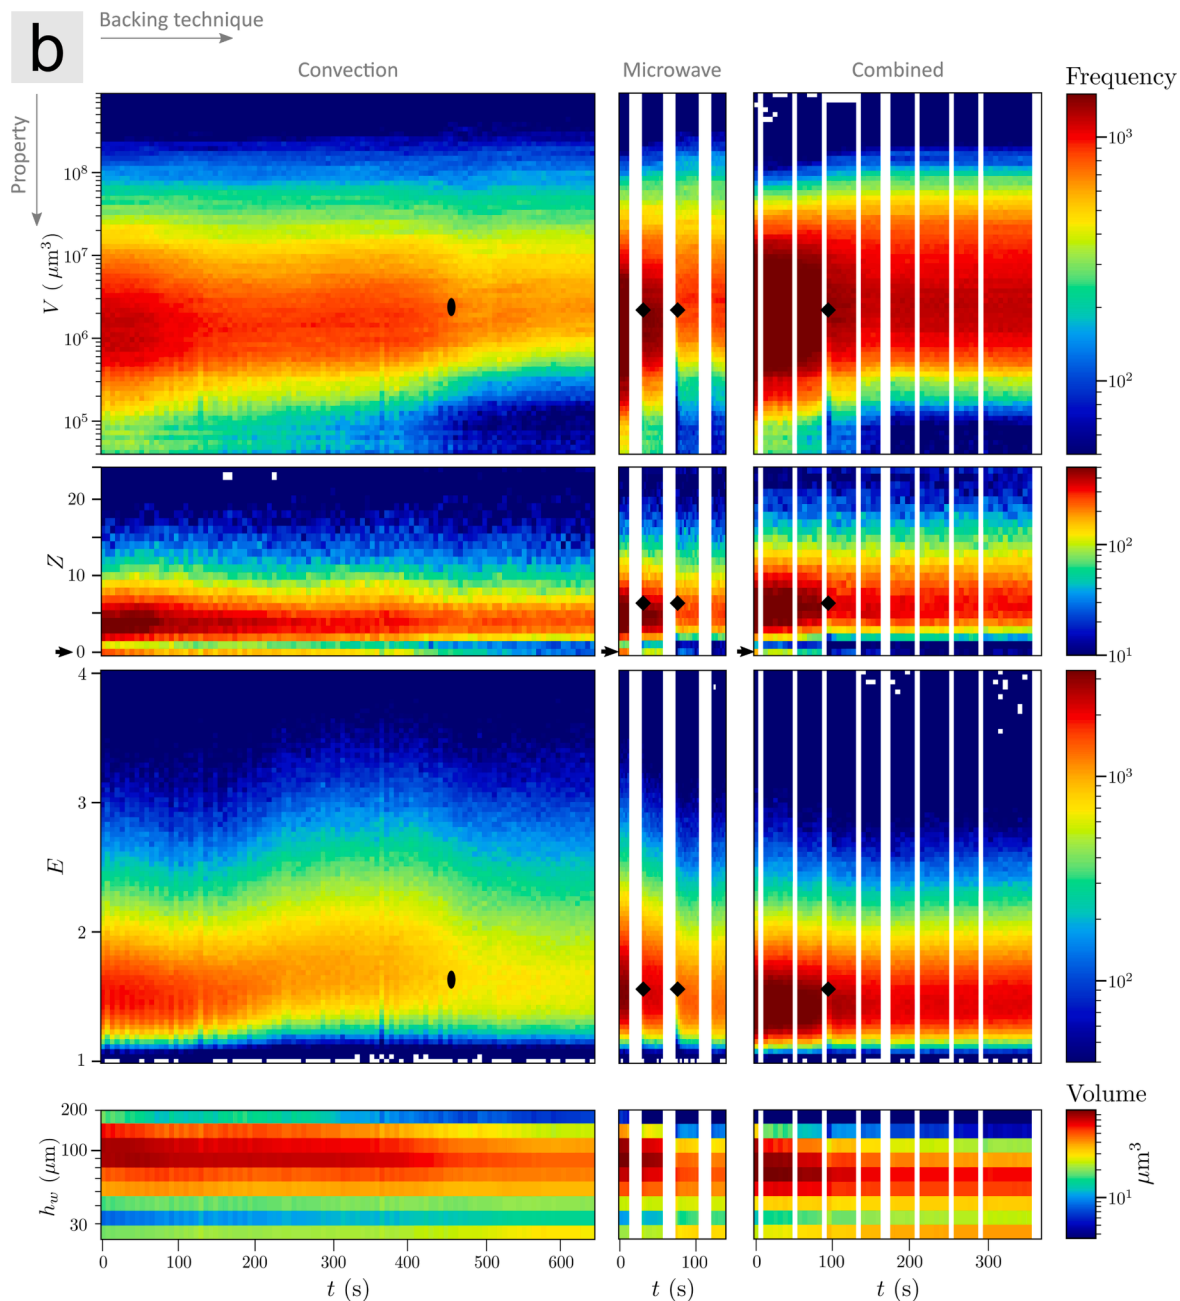 b
Backing technique
Property
Convection
Microwave
Combined
Frequency
V ( μm³)
10⁸
10⁷
10⁶
10⁵
10³
10²
Z
20
10
0
10²
10¹
E
4
3
2
1
10³
10²
h_w (μm)
200
100
30
Volume
μm³
10¹
0 100 200 300 400 500 600
0 100
0 100 200 300
t (s)
t (s)
t (s)